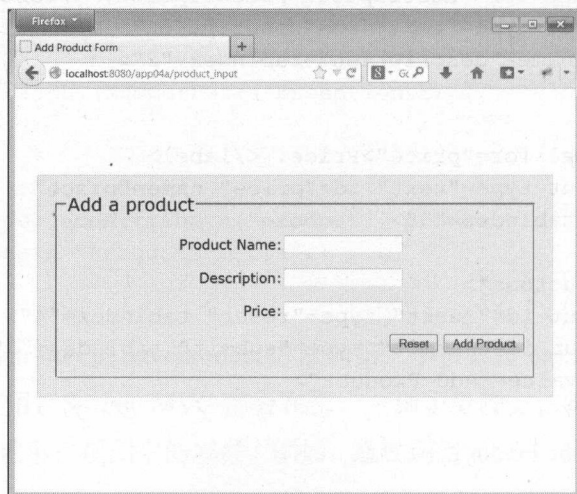 Firefox
Add Product Form
+
localhost:8080/app04a/product_input
Add a product
Product Name:
Description:
Price:
Reset Add Product